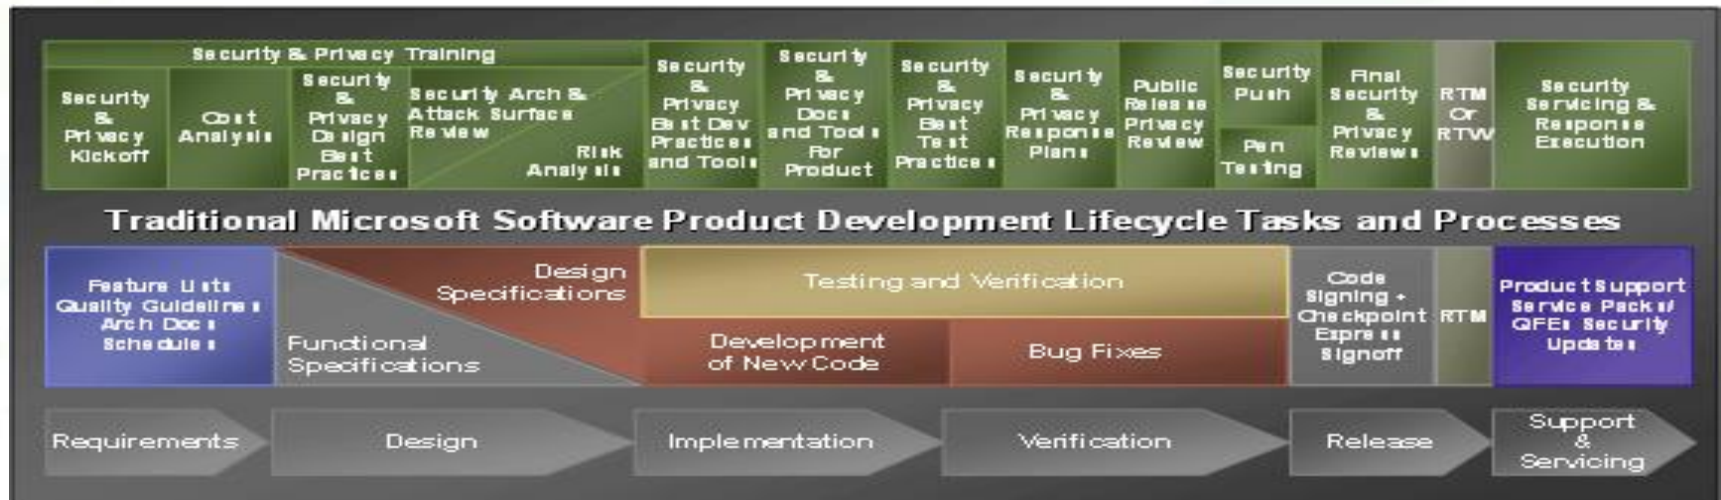 Security & Privacy Training
Security
&
Privacy
Kickoff
Cost
Analysis
Security
&
Privacy
Design
Best
Practices
Security Arch &
Attack Surface
Review
Risk
Analysis
Security
&
Privacy
Best Dev
Practices
and Tools
Security
&
Privacy
Docs
and Tools
For
Product
Security
&
Privacy
Best
Test
Practices
Security
&
Privacy
Response
Plans
Public
Release
Privacy
Review
Security
Push
Pen
Testing
Final
Security
&
Privacy
Reviews
RTM
Or
RTW
Security
Servicing &
Response
Execution
Traditional Microsoft Software Product Development Lifecycle Tasks and Processes
Feature Lists
Quality Guidelines
Arch Docs
Schedules
Design
Specifications
Functional
Specifications
Testing and Verification
Development
of New Code
Bug Fixes
Code
Signing +
Checkpoint
Express
Signoff
RTM
Product Support
Service Packs/
QFEs Security
Updates
Requirements
Design
Implementation
Verification
Release
Support
&
Servicing